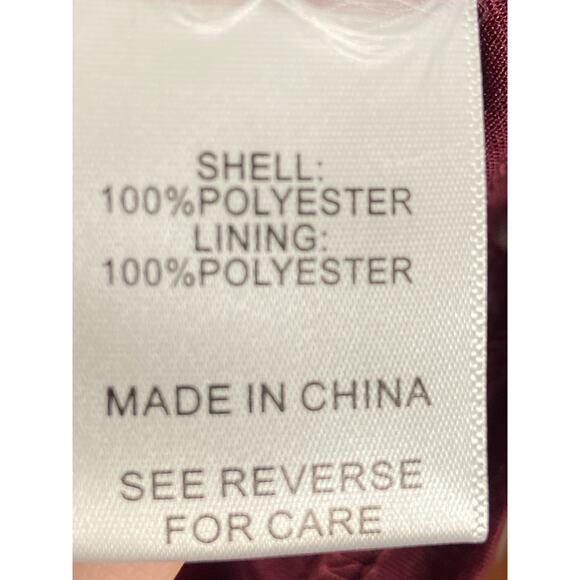 SHELL:
100%POLYESTER
LINING:
100%POLYESTER
MADE IN CHINA
SEE REVERSE
FOR CARE